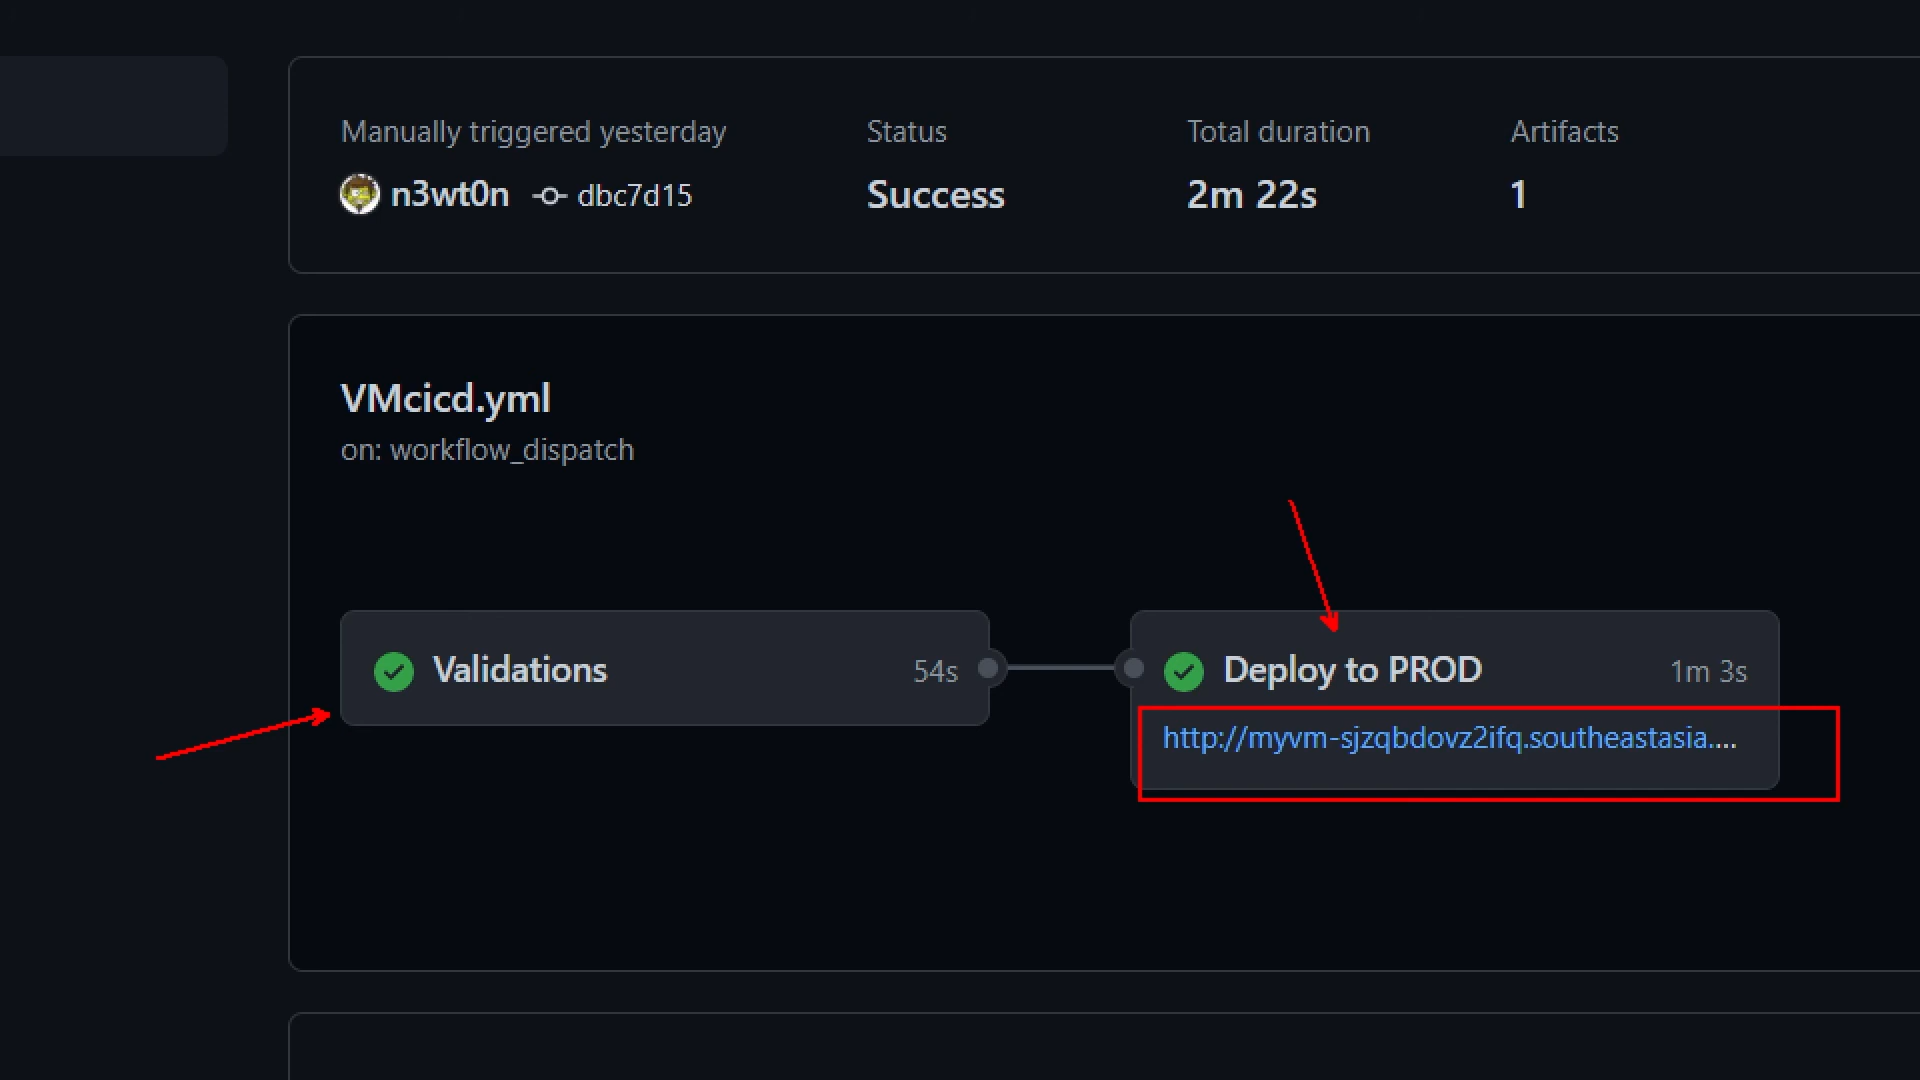 Manually triggered yesterday
n3wt0n dbc7d15
Status
Success
Total duration
2m 22s
Artifacts
1
VMcicd.yml
on: workflow_dispatch
Validations 54s
Deploy to PROD 1m 3s
http://myvm-sjzqbdovz2ifq.southeastasia....